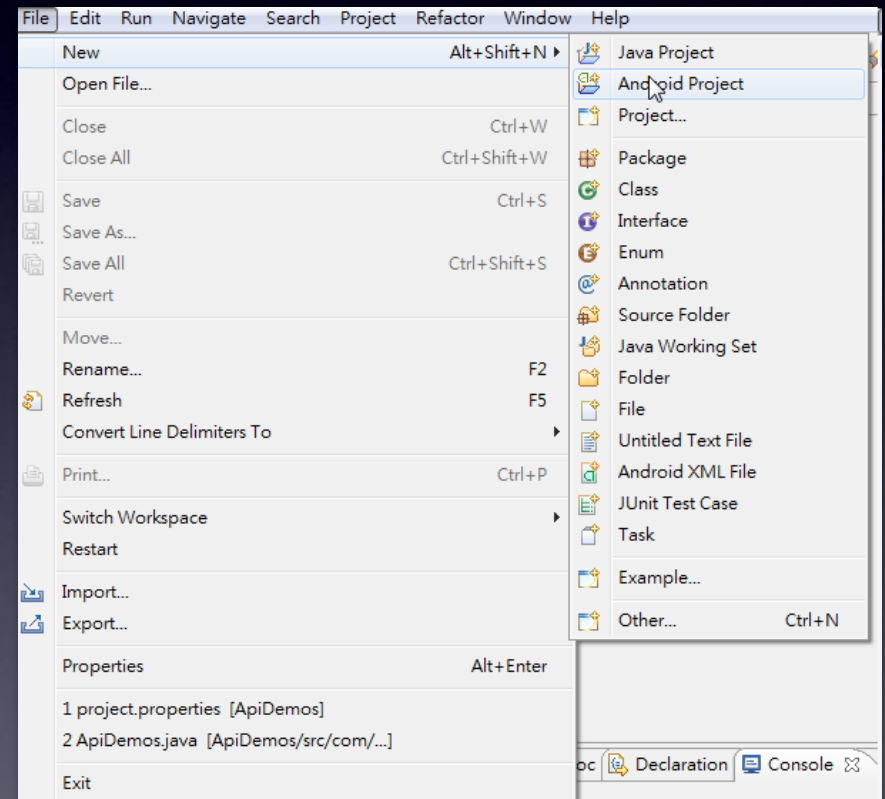 File Edit Run Navigate Search Project Refactor Window Help
New Alt+Shift+N
Open File...
Close Ctrl+W
Close All Ctrl+Shift+W
Save Ctrl+S
Save As...
Save All Ctrl+Shift+S
Revert
Move...
Rename... F2
Refresh F5
Convert Line Delimiters To
Print... Ctrl+P
Switch Workspace
Restart
Import...
Export...
Properties Alt+Enter
1 project.properties [ApiDemos]
2 ApiDemos.java [ApiDemos/src/com/...]
Exit
Java Project
Android Project
Project...
Package
Class
Interface
Enum
Annotation
Source Folder
Java Working Set
Folder
File
Untitled Text File
Android XML File
JUnit Test Case
Task
Example...
Other... Ctrl+N
oc Declaration Console